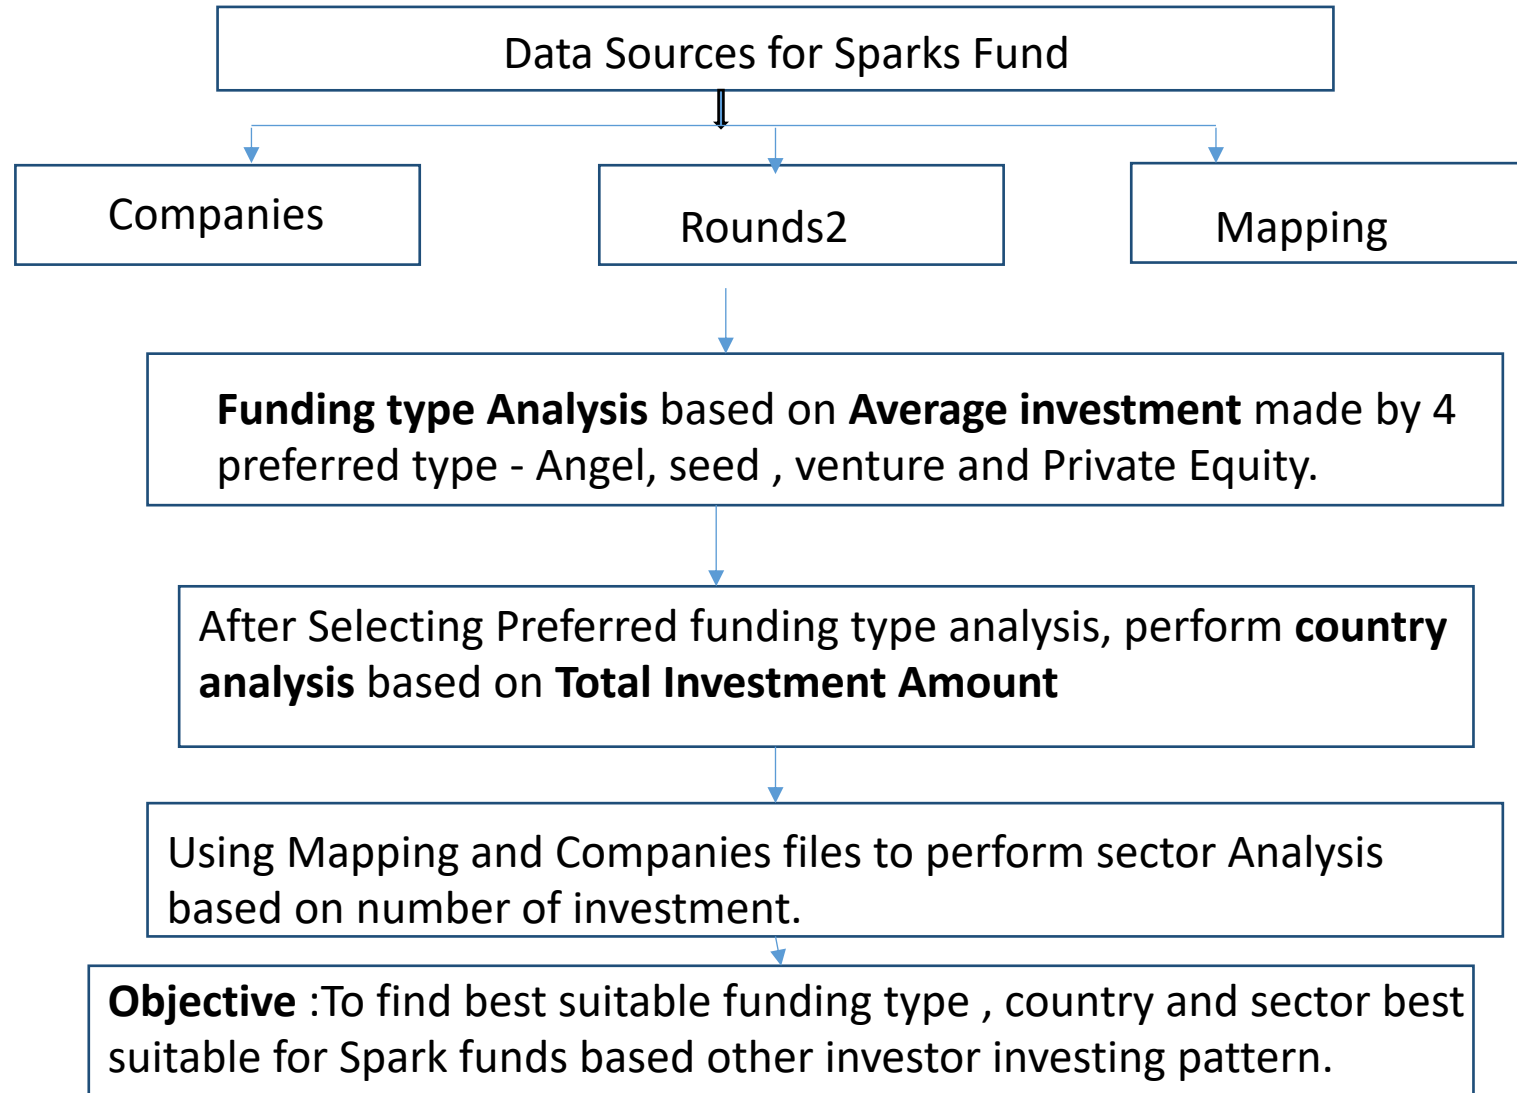 Data Sources for Sparks Fund
Companies
Rounds2
Mapping
Funding type Analysis based on Average investment made by 4
preferred type - Angel, seed , venture and Private Equity.
After Selecting Preferred funding type analysis, perform country
analysis based on Total Investment Amount
Using Mapping and Companies files to perform sector Analysis
based on number of investment.
Objective :To find best suitable funding type , country and sector best
suitable for Spark funds based other investor investing pattern.